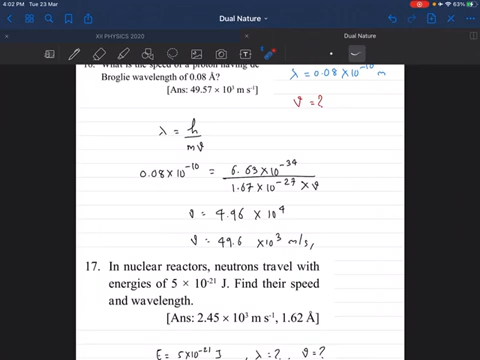 4:02 PM Tue 23 Mar
63%
Dual Nature
XII PHYSICS 2020
Dual Nature
16. What is the speed of a proton having de
Broglie wavelength of 0.08 Å?
[Ans: 49.57 × 10³ m s⁻¹]
λ = 0.08 × 10⁻¹⁰ m
v = ?
λ = h / mv
0.08 × 10⁻¹⁰ = 6.63 × 10⁻³⁴ / 1.67 × 10⁻²⁷ × v
v = 4.96 × 10⁴
v = 49.6 × 10³ m/s,
17. In nuclear reactors, neutrons travel with
energies of 5 × 10⁻²¹ J. Find their speed
and wavelength.
[Ans: 2.45 × 10³ m s⁻¹, 1.62 Å]
E = 5 × 10⁻²¹ J , λ = ? , v = ?